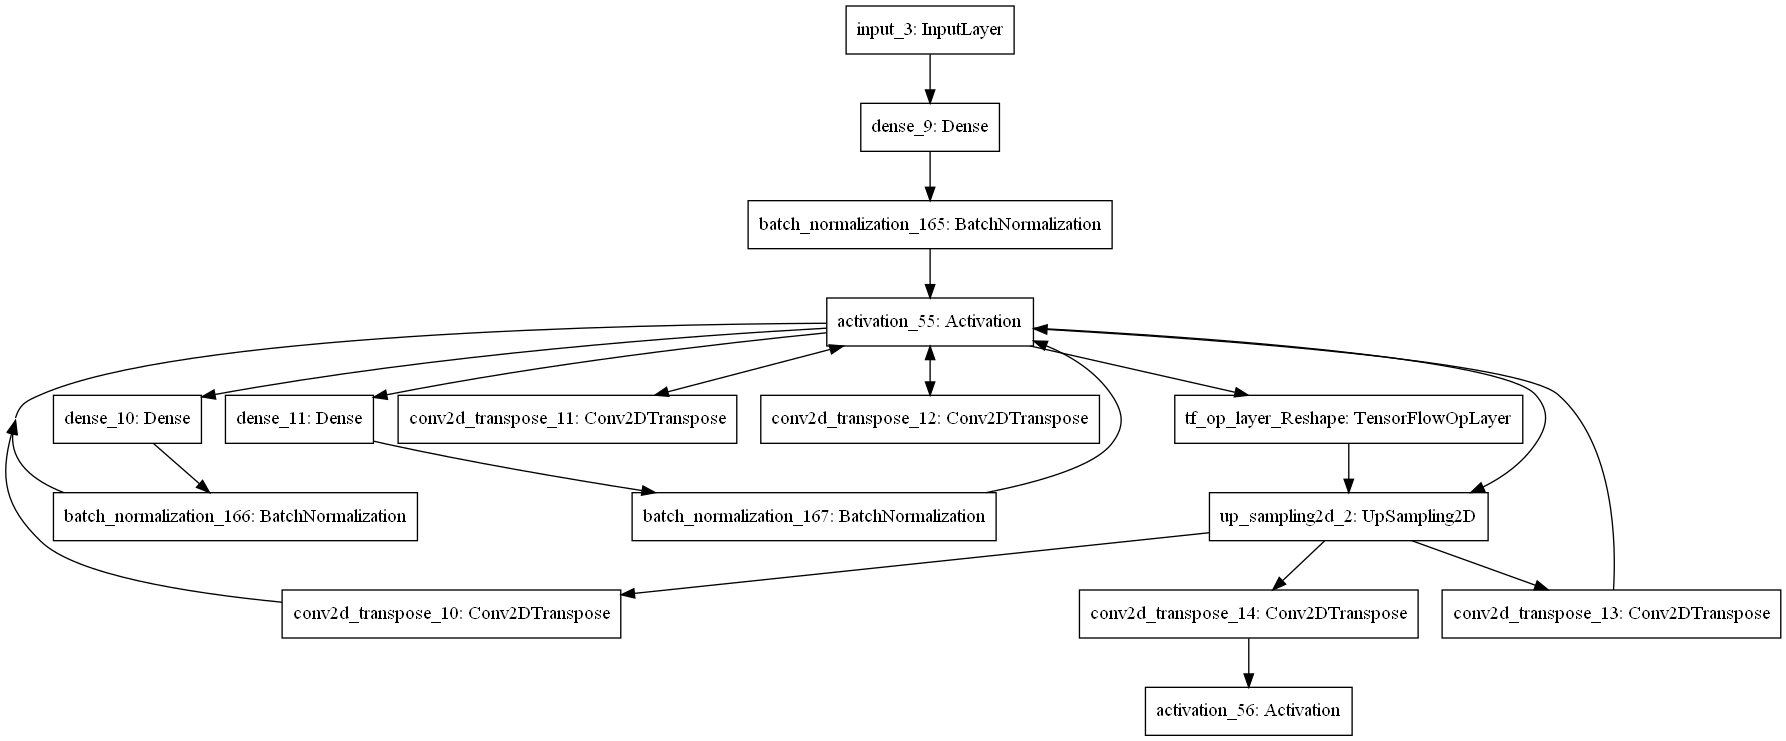 input_3: InputLayer
dense_9: Dense
batch_normalization_165: BatchNormalization
activation_55: Activation
dense_10: Dense
dense_11: Dense
conv2d_transpose_11: Conv2DTranspose
conv2d_transpose_12: Conv2DTranspose
tf_op_layer_Reshape: TensorFlowOpLayer
batch_normalization_166: BatchNormalization
batch_normalization_167: BatchNormalization
up_sampling2d_2: UpSampling2D
conv2d_transpose_10: Conv2DTranspose
conv2d_transpose_14: Conv2DTranspose
conv2d_transpose_13: Conv2DTranspose
activation_56: Activation